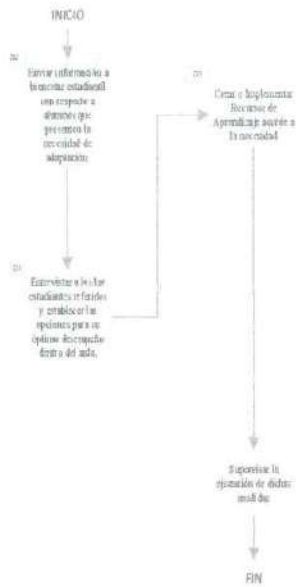 INICIO
Enviar información a
bienestar estudiantil
con respecto a
alumnos que
presenten la
necesidad de
adaptación
Entrevistar a los/las
estudiantes referidos
y establecer las
opciones para su
óptimo desempeño
dentro del aula.
Crear e Implementar
Recursos de
Aprendizaje acorde a
la necesidad
Supervisar la
ejecución de dichas
medidas
FIN